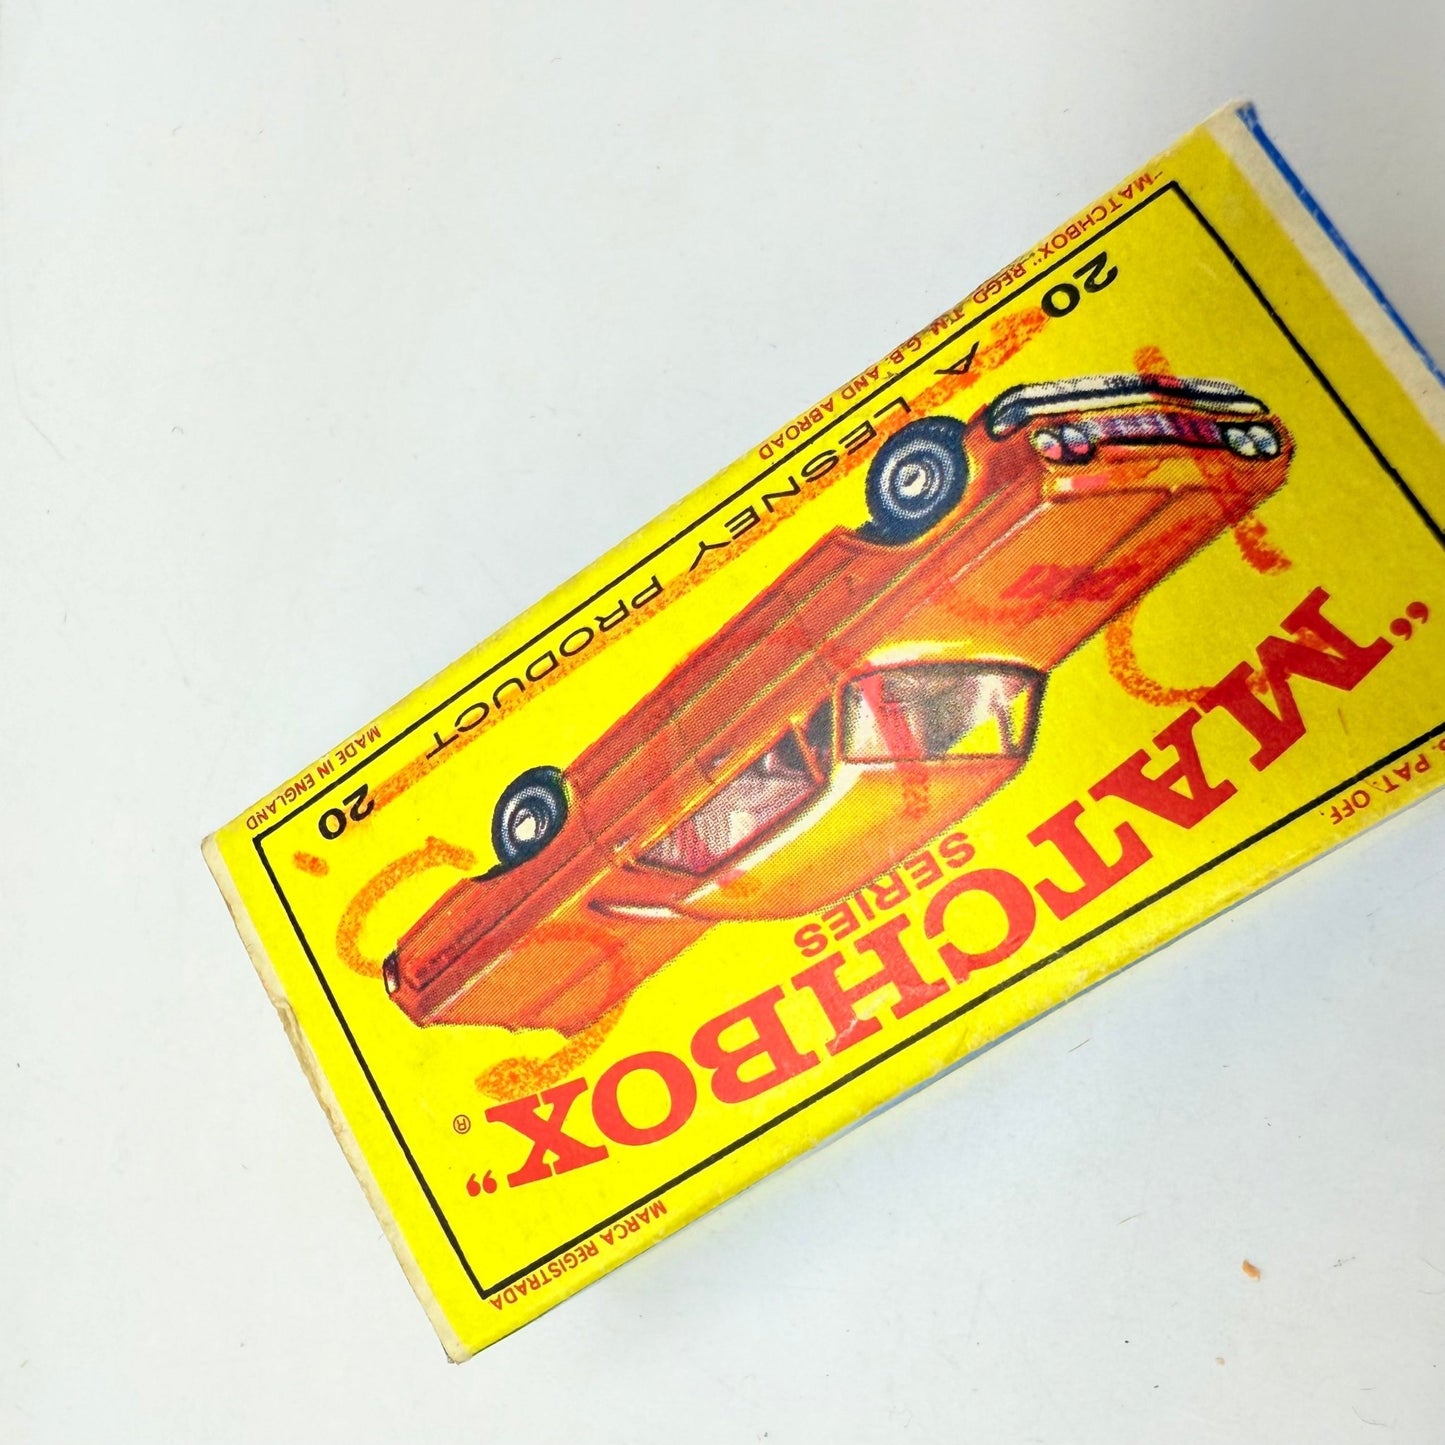 MARCA REGISTRADA
. PAT. OFF.
"MATCHBOX"
®
SERIES
20
A LESNEY PRODUCT
20
MADE IN ENGLAND
"MATCHBOX" REGD T.M. G.B. AND ABROAD